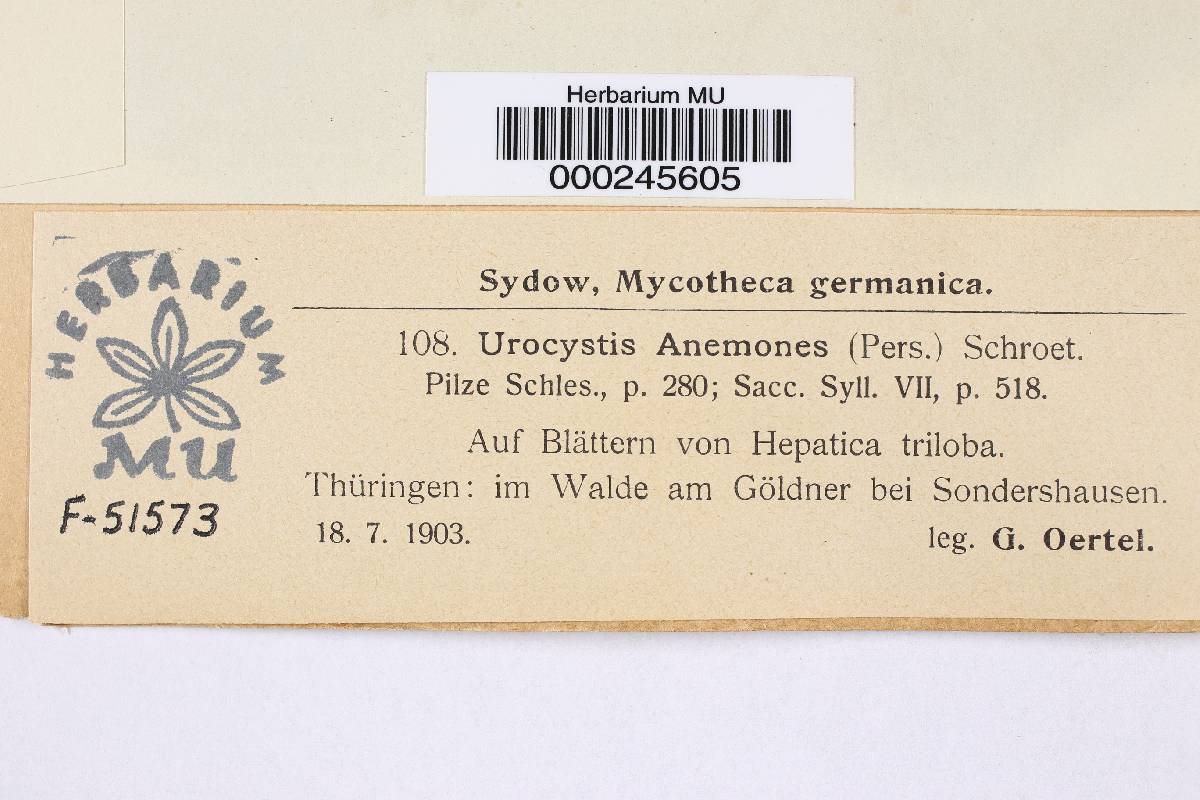 Herbarium MU
000245605
HERBARIUM
MU
F-51573
Sydow, Mycotheca germanica.
108. Urocystis Anemones (Pers.) Schroet.
Pilze Schles., p. 280; Sacc. Syll. VII, p. 518.
Auf Blättern von Hepatica triloba.
Thüringen: im Walde am Göldner bei Sondershausen.
18. 7. 1903. leg. G. Oertel.